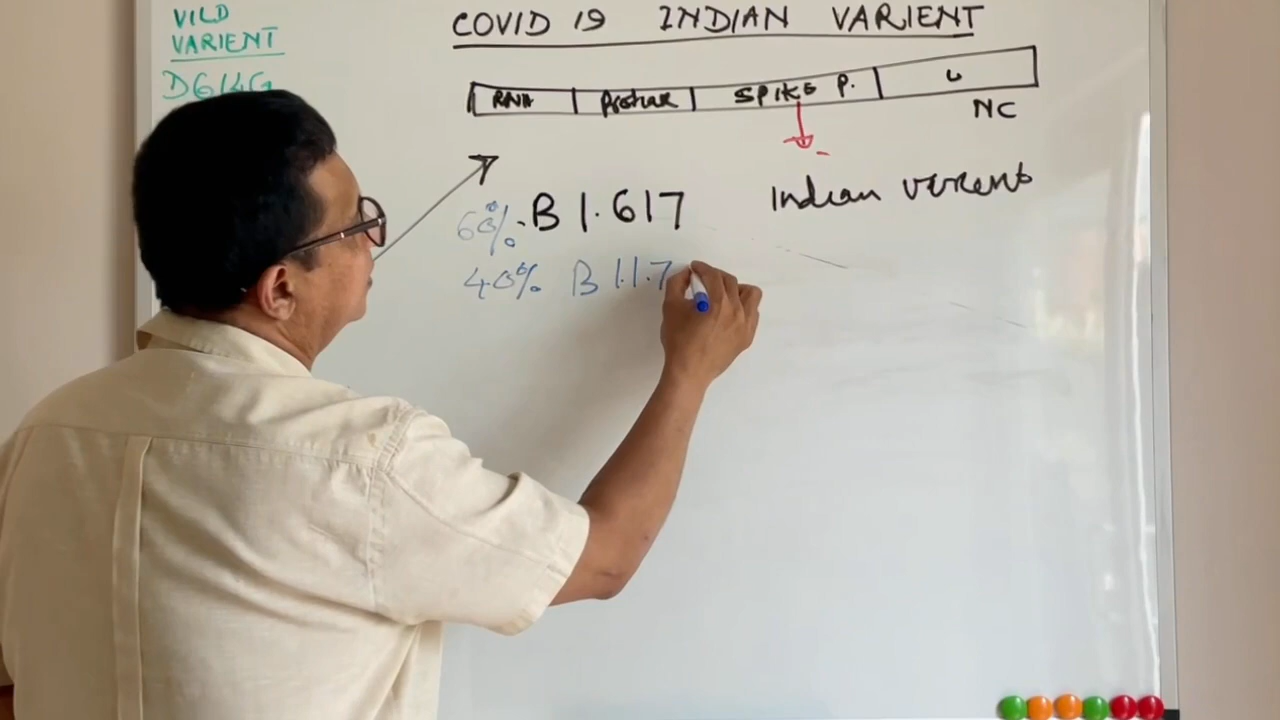 VILD
VARIENT
D614G
COVID 19 INDIAN VARIENT
RNA Protease SPIKE P. L
NC
Indian varient
60% B 1.617
40% B 1.1.7